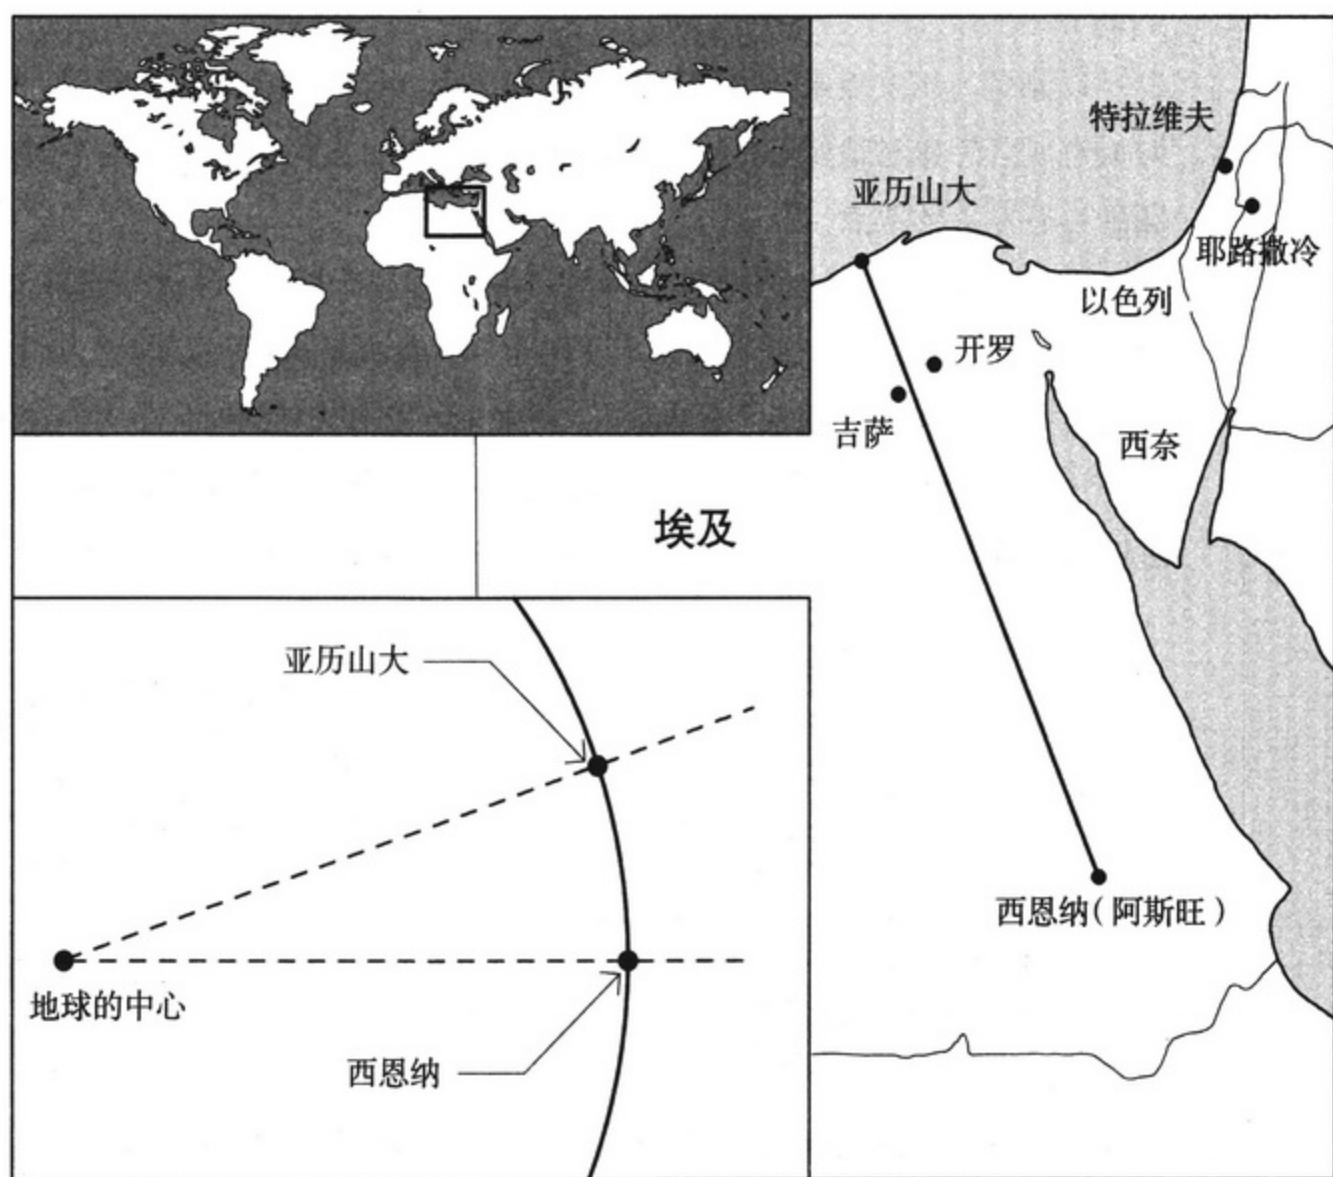 特拉维夫
亚历山大
耶路撒冷
以色列
开罗
吉萨
西奈
埃及
亚历山大
西恩纳(阿斯旺)
地球的中心
西恩纳